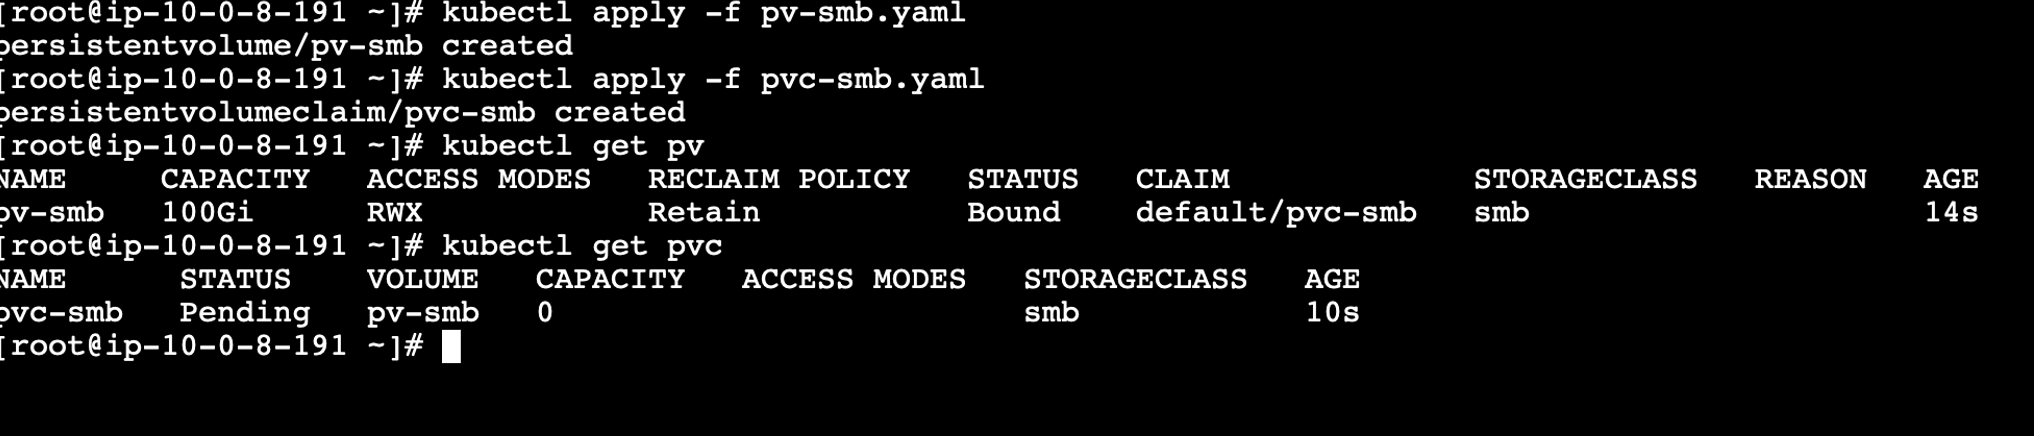 [root@ip-10-0-8-191 ~]# kubectl apply -f pv-smb.yaml
persistentvolume/pv-smb created
[root@ip-10-0-8-191 ~]# kubectl apply -f pvc-smb.yaml
persistentvolumeclaim/pvc-smb created
[root@ip-10-0-8-191 ~]# kubectl get pv
NAME CAPACITY ACCESS MODES RECLAIM POLICY STATUS CLAIM STORAGECLASS REASON AGE
pv-smb 100Gi RWX Retain Bound default/pvc-smb smb 14s
[root@ip-10-0-8-191 ~]# kubectl get pvc
NAME STATUS VOLUME CAPACITY ACCESS MODES STORAGECLASS AGE
pvc-smb Pending pv-smb 0 smb 10s
[root@ip-10-0-8-191 ~]#